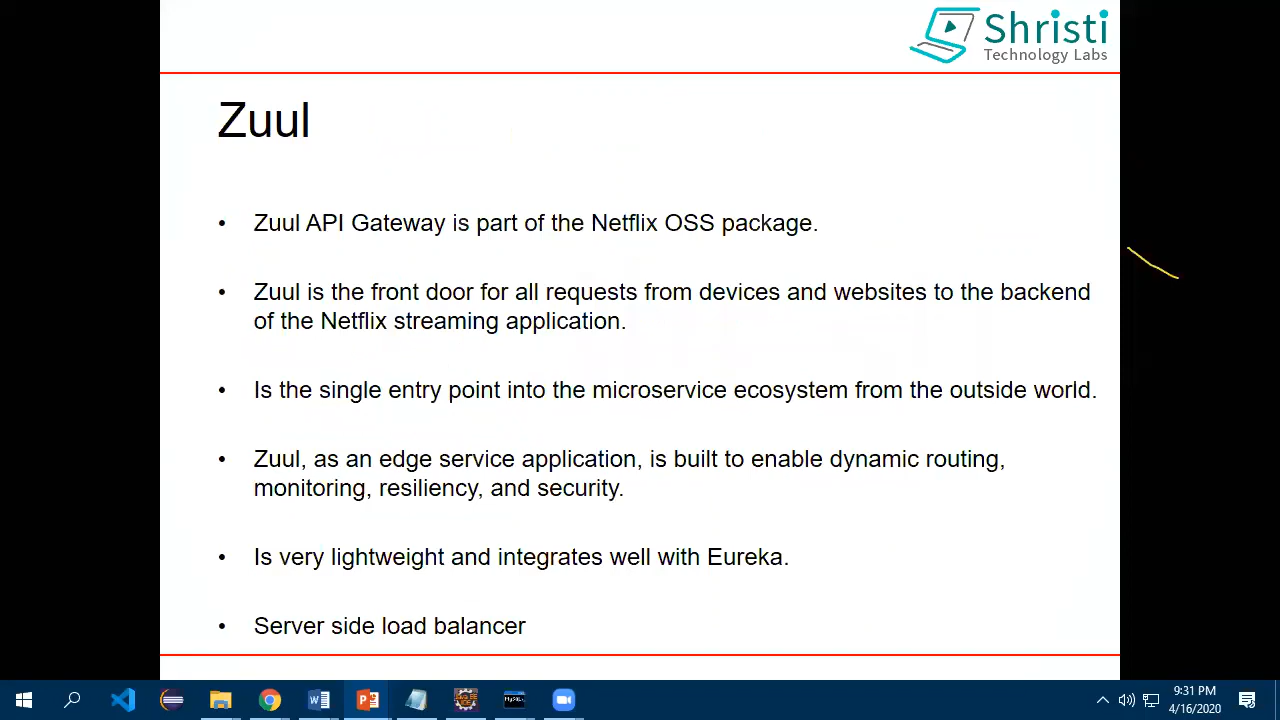 Shristi
Technology Labs
Zuul
• Zuul API Gateway is part of the Netflix OSS package.
• Zuul is the front door for all requests from devices and websites to the backend
of the Netflix streaming application.
• Is the single entry point into the microservice ecosystem from the outside world.
• Zuul, as an edge service application, is built to enable dynamic routing,
monitoring, resiliency, and security.
• Is very lightweight and integrates well with Eureka.
• Server side load balancer
9:31 PM
4/16/2020